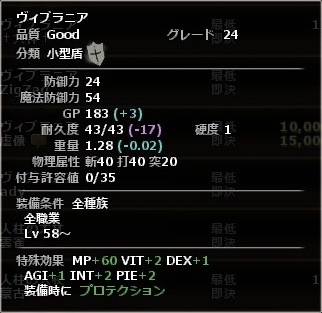 ヴィブラニア
品質 Good グレード 24
分類 小型盾
防御力 24
魔法防御力 54
GP 183 (+3)
耐久度 43/43 (-17) 硬度 1
重量 1.28 (-0.02)
物理属性 斬40 打40 突20
付与許容値 0/35
装備条件 全種族
全職業
Lv 58～
特殊効果 MP+60 VIT+2 DEX+1
AGI+1 INT+2 PIE+2
装備時に プロテクション
10,00
15,00